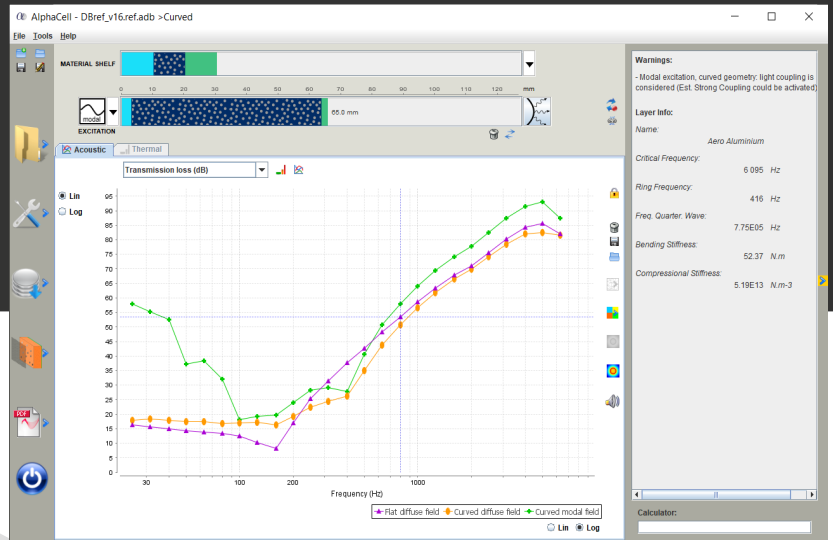 AlphaCell - DBref_v16.ref.adb >Curved
File Tools Help
MATERIAL SHELF
0 10 20 30 40 50 60 70 80 90 100 110 120 mm
modal
65.0 mm
EXCITATION
Acoustic Thermal
Transmission loss (dB)
Lin
Log
95
90
85
80
75
70
65
60
55
50
45
40
35
30
25
20
15
10
5
0
30 100 200 1000
Frequency (Hz)
Flat diffuse field Curved diffuse field Curved modal field
Lin Log
PDF
Warnings:
- Modal excitation, curved geometry: light coupling is
considered (Est. Strong Coupling could be activated)
Layer Info:
Name:
Aero Aluminium
Critical Frequency:
6 095 Hz
Ring Frequency:
416 Hz
Freq. Quarter. Wave:
7.75E05 Hz
Bending Stiffness:
52.37 N.m
Compressional Stiffness:
5.19E13 N.m-3
Calculator: